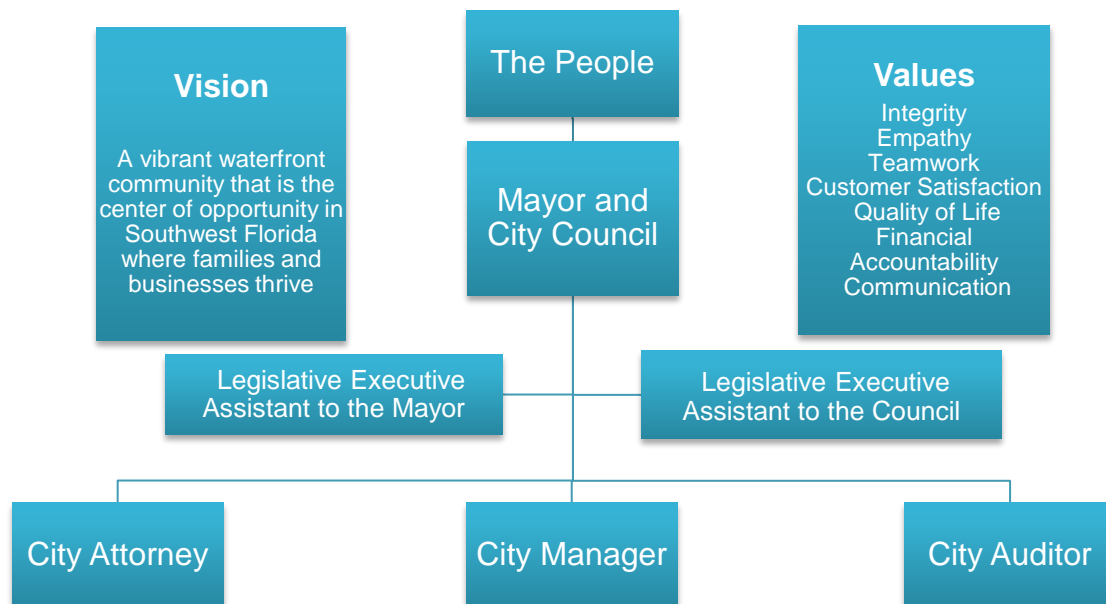 Vision
A vibrant waterfront
community that is the
center of opportunity in
Southwest Florida
where families and
businesses thrive
The People
Mayor and
City Council
Values
Integrity
Empathy
Teamwork
Customer Satisfaction
Quality of Life
Financial
Accountability
Communication
Legislative Executive
Assistant to the Mayor
Legislative Executive
Assistant to the Council
City Attorney
City Manager
City Auditor